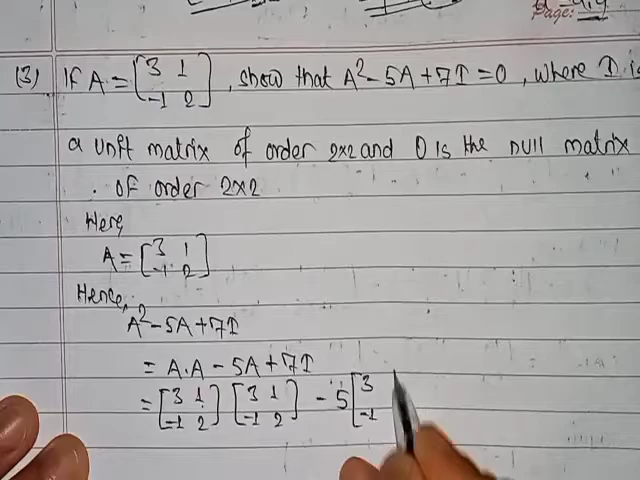 Page:
(3) If A = [3 1 -1 2], show that A² - 5A + 7I = 0, where I is
a unit matrix of order 2x2 and 0 is the null matrix
of order 2x2
Here,
A = [3 1 -1 2]
Hence,
A² - 5A + 7I
= A.A - 5A + 7I
= [3 1 -1 2] [3 1 -1 2] - 5[3 -1